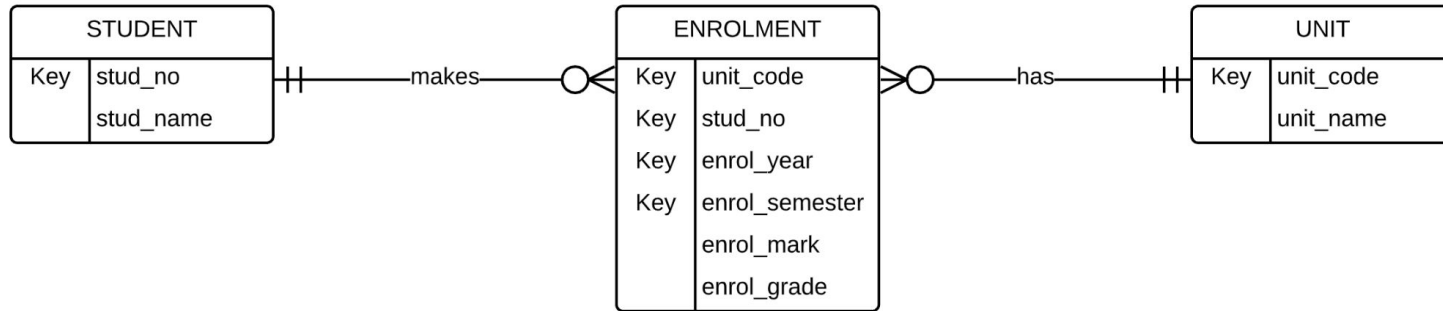 STUDENT
Key stud_no
stud_name
makes
ENROLMENT
Key unit_code
Key stud_no
Key enrol_year
Key enrol_semester
enrol_mark
enrol_grade
has
UNIT
Key unit_code
unit_name